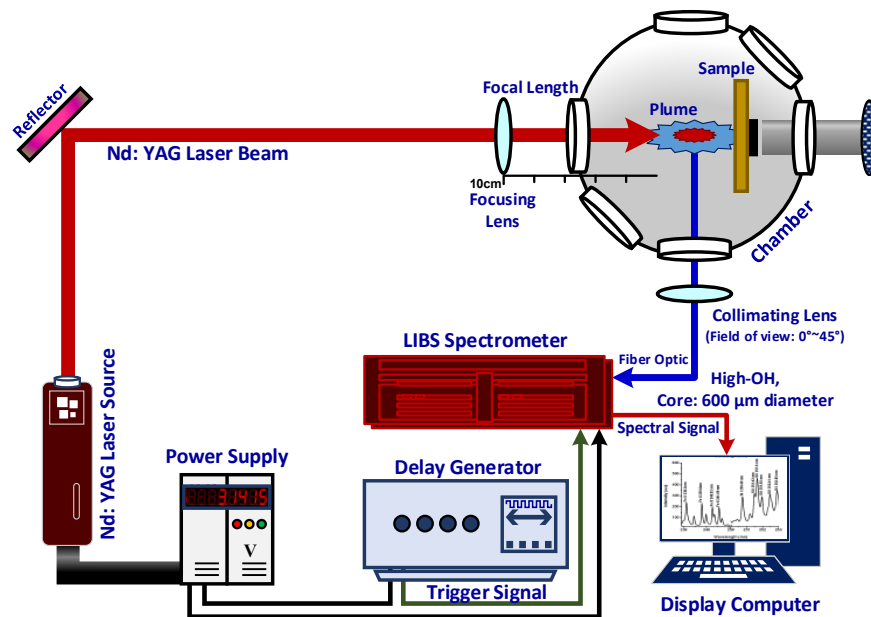 Reflector
Nd: YAG Laser Beam
Focal Length
10cm
Focusing
Lens
Sample
Plume
Chamber
Collimating Lens
(Field of view: 0°~45°)
Fiber Optic
LIBS Spectrometer
High-OH,
Core: 600 µm diameter
Spectral Signal
Nd: YAG Laser Source
Power Supply
31415
V
Delay Generator
Trigger Signal
Display Computer